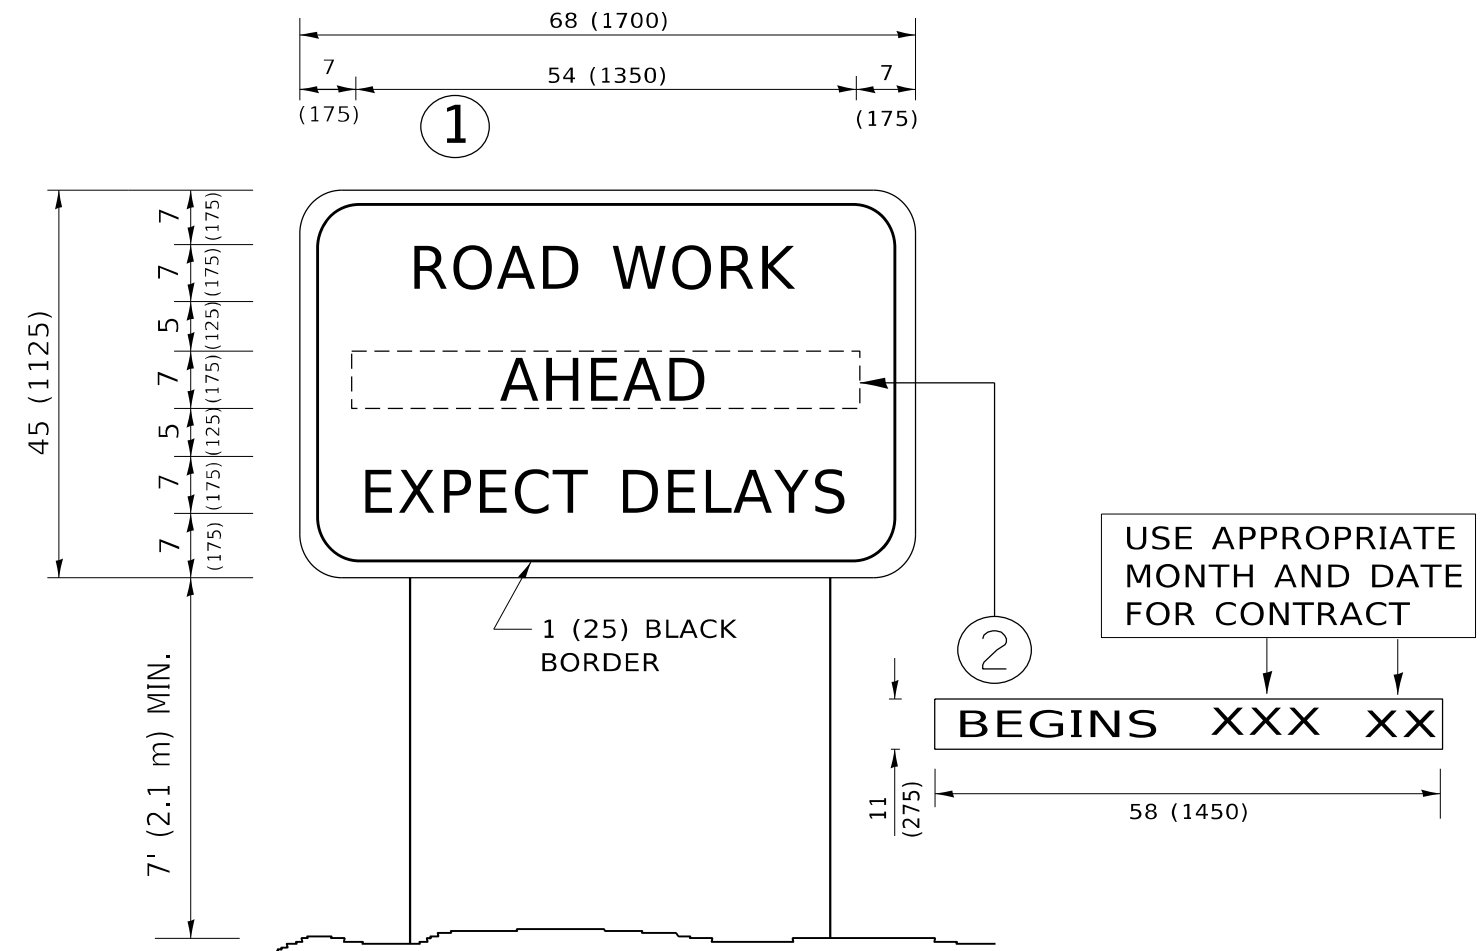 68 (1700)
7
54 (1350)
7
(175)
(175)
1
7
(175)
7
(175)
5
(125)
7
(175)
5
(125)
7
(175)
7
(175)
45 (1125)
ROAD WORK
AHEAD
EXPECT DELAYS
1 (25) BLACK
BORDER
7' (2.1 m) MIN.
2
USE APPROPRIATE
MONTH AND DATE
FOR CONTRACT
BEGINS XXX XX
11
(275)
58 (1450)